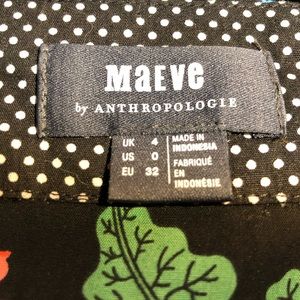 MaEVe
by ANTHROPOLOGIE
UK 4
US 0
EU 32
MADE IN
INDONESIA
FABRIQUÉ
EN
INDONÉSIE